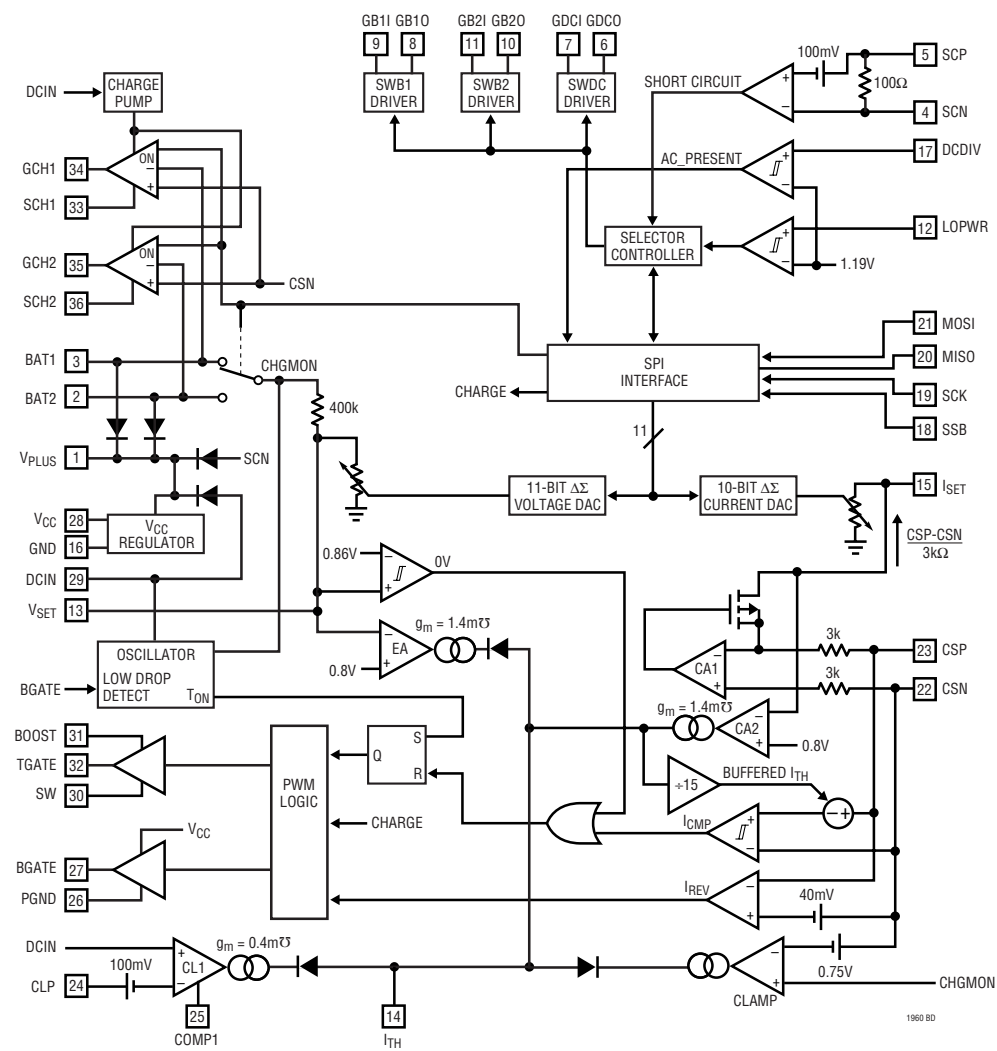 GB1I GB1O
GB2I GB2O
GDCI GDCO
9
8
11
10
7
6
SWB1
DRIVER
SWB2
DRIVER
SWDC
DRIVER
100mV
5
SCP
100Ω
SHORT CIRCUIT
+
−
4
SCN
DCIN
CHARGE
PUMP
GCH1
34
ON
−
+
SCH1
33
AC_PRESENT
+
−
17
DCDIV
GCH2
35
ON
−
+
CSN
SCH2
36
SELECTOR
CONTROLLER
+
−
12
LOPWR
1.19V
BAT1
3
CHGMON
BAT2
2
400k
CHARGE
SPI
INTERFACE
21
MOSI
20
MISO
19
SCK
18
SSB
11
VPLUS
1
SCN
VCC
28
VCC
REGULATOR
GND
16
DCIN
29
VSET
13
11-BIT ΔΣ
VOLTAGE DAC
10-BIT ΔΣ
CURRENT DAC
15
ISET
CSP-CSN
3kΩ
0.86V
−
+
0V
−
EA
+
0.8V
gm = 1.4m℧
OSCILLATOR
LOW DROP
DETECT
TON
BGATE
−
CA1
+
3k
3k
23
CSP
22
CSN
gm = 1.4m℧
−
CA2
+
0.8V
BOOST
31
TGATE
32
SW
30
PWM
LOGIC
S
Q
R
÷15
BUFFERED ITH
−+
CHARGE
ICMP
+
−
VCC
BGATE
27
PGND
26
IREV
−
+
40mV
DCIN
gm = 0.4m℧
+
CL1
−
100mV
CLP
24
25
COMP1
14
ITH
−
+
CLAMP
0.75V
CHGMON
1960 BD